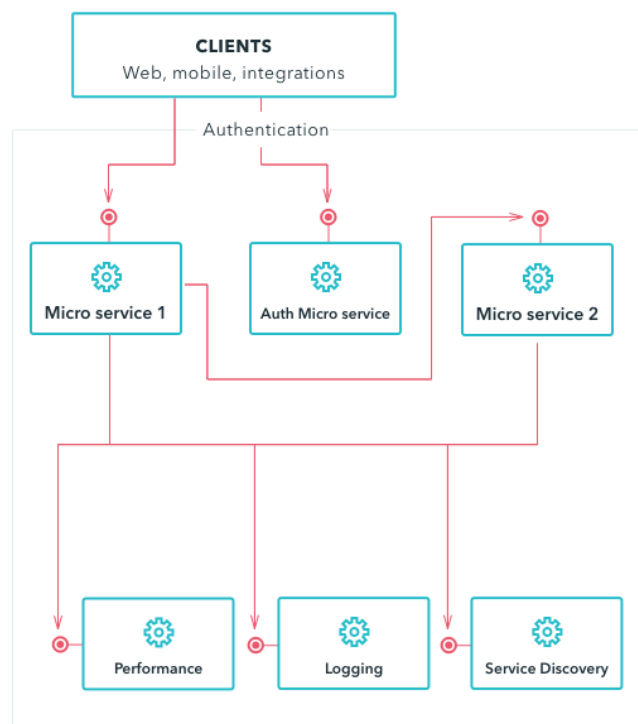 CLIENTS
Web, mobile, integrations
Authentication
Micro service 1
Auth Micro service
Micro service 2
Performance
Logging
Service Discovery